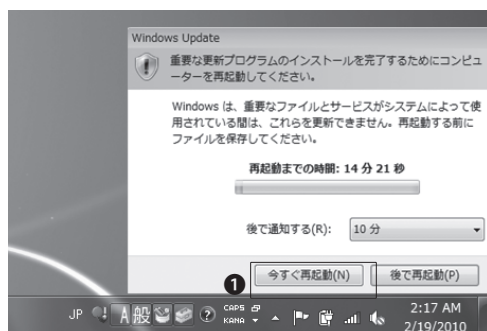 Windows Update
重要な更新プログラムのインストールを完了するためにコンピュ
ーターを再起動してください。
Windows は、重要なファイルとサービスがシステムによって使
用されている間は、これらを更新できません。再起動する前に
ファイルを保存してください。
再起動までの時間: 14 分 21 秒
後で通知する(R): 10 分
❶ 今すぐ再起動(N) 後で再起動(P)
JP A 般 CAPS KANA 2:17 AM
2/19/2010